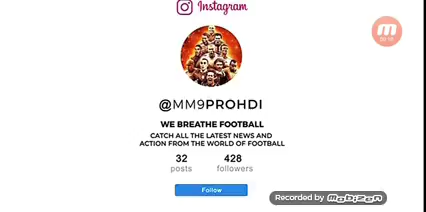 Instagram
@MM9PROHDI
WE BREATHE FOOTBALL
CATCH ALL THE LATEST NEWS AND
ACTION FROM THE WORLD OF FOOTBALL
32 428
posts followers
Follow
Recorded by mobizen